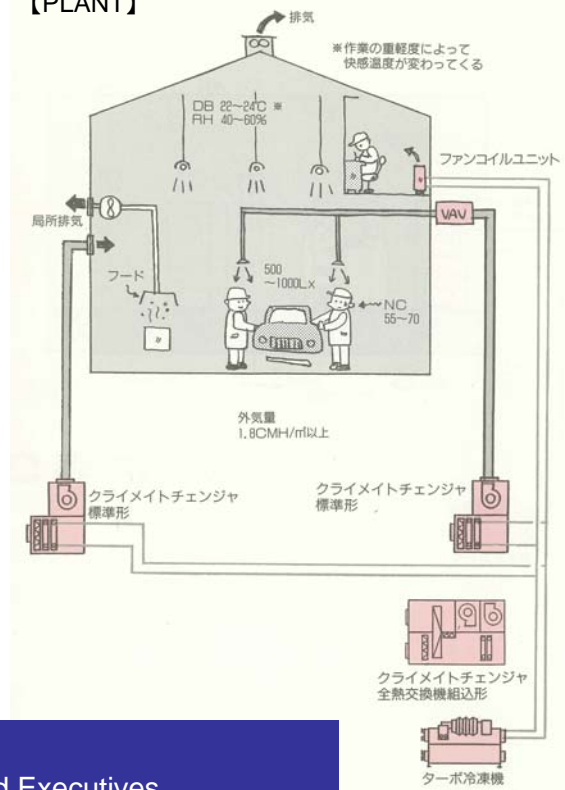 【PLANT】
排気
※作業の重軽度によって
快感温度が変わってくる
DB 22～24℃ ※
RH 40～60%
ファンコイルユニット
VAV
局所排気
フード
500
～1000Lx
NC
55～70
外気量
1.8CMH/㎡以上
クライメイトチェンジャ
標準形
クライメイトチェンジャ
標準形
クライメイトチェンジャ
全熱交換機組込形
d Executives
ターボ冷凍機